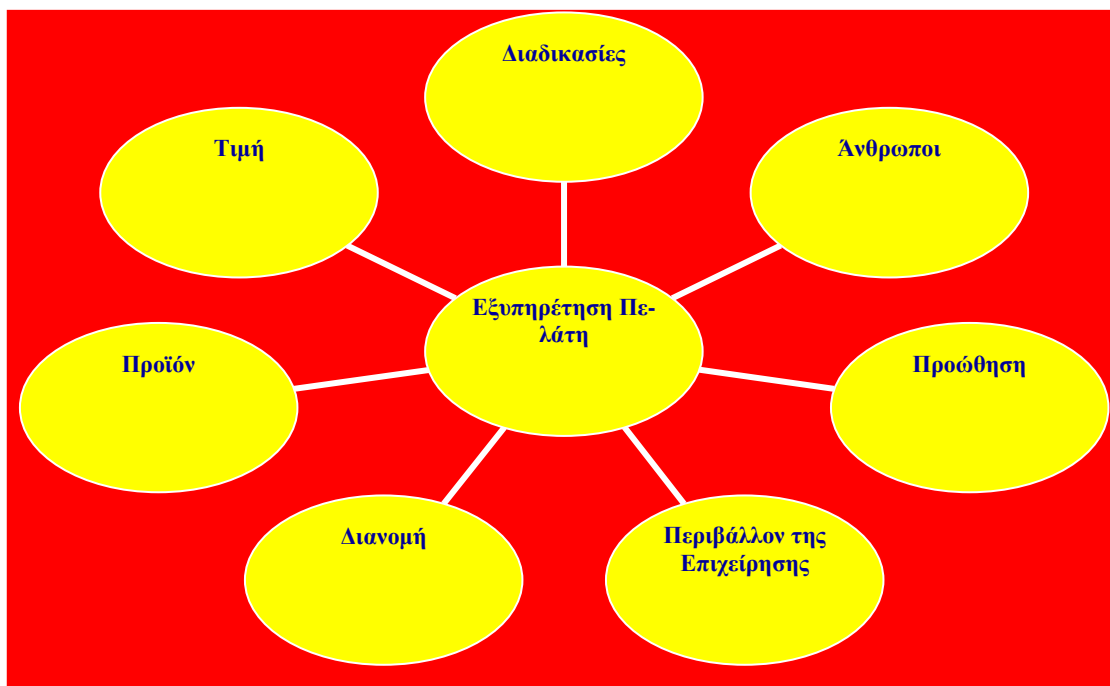 Διαδικασίες
Τιμή
Άνθρωποι
Εξυπηρέτηση Πε-
λάτη
Προϊόν
Προώθηση
Διανομή
Περιβάλλον της
Επιχείρησης